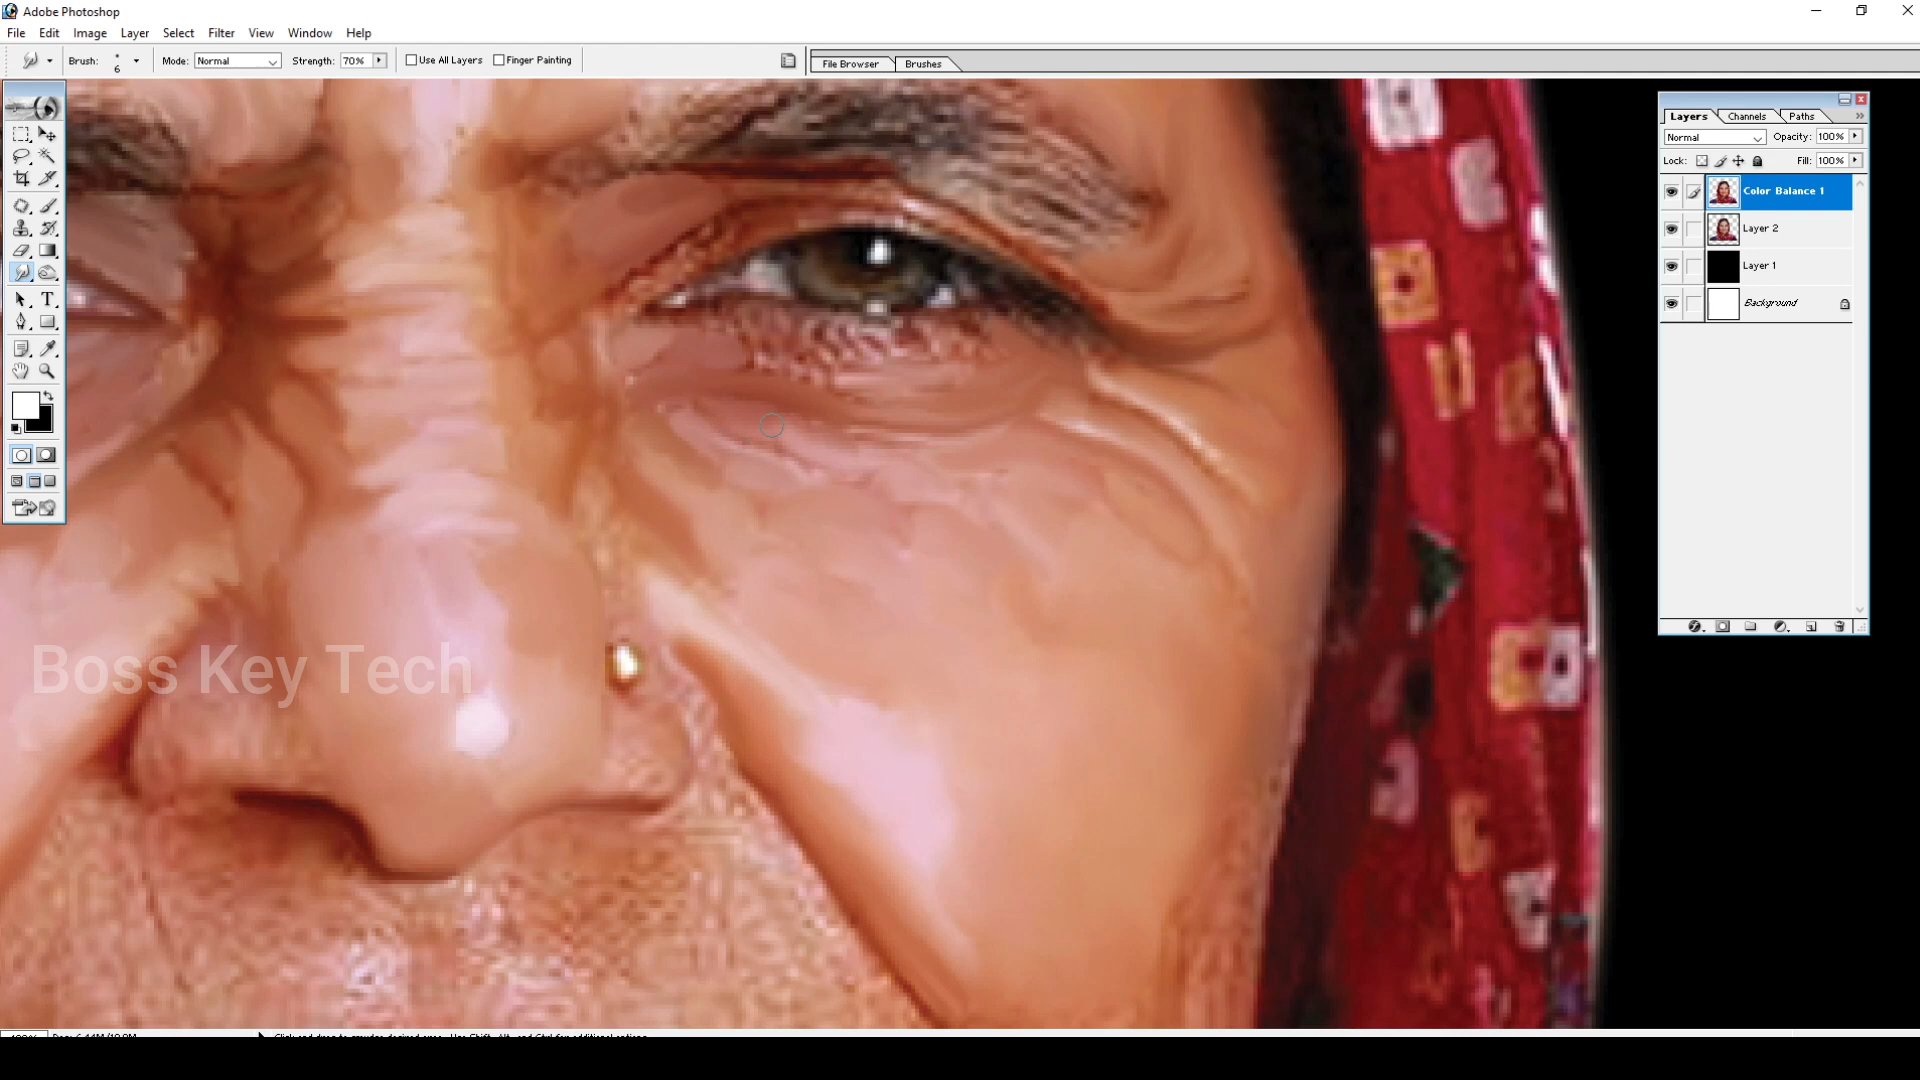 Adobe Photoshop
File Edit Image Layer Select Filter View Window Help
Brush: 6 Mode: Normal Strength: 70% Use All Layers Finger Painting File Browser Brushes
Layers Channels Paths
Normal Opacity: 100%
Lock: Fill: 100%
Color Balance 1
Layer 2
Layer 1
Background
Boss Key Tech